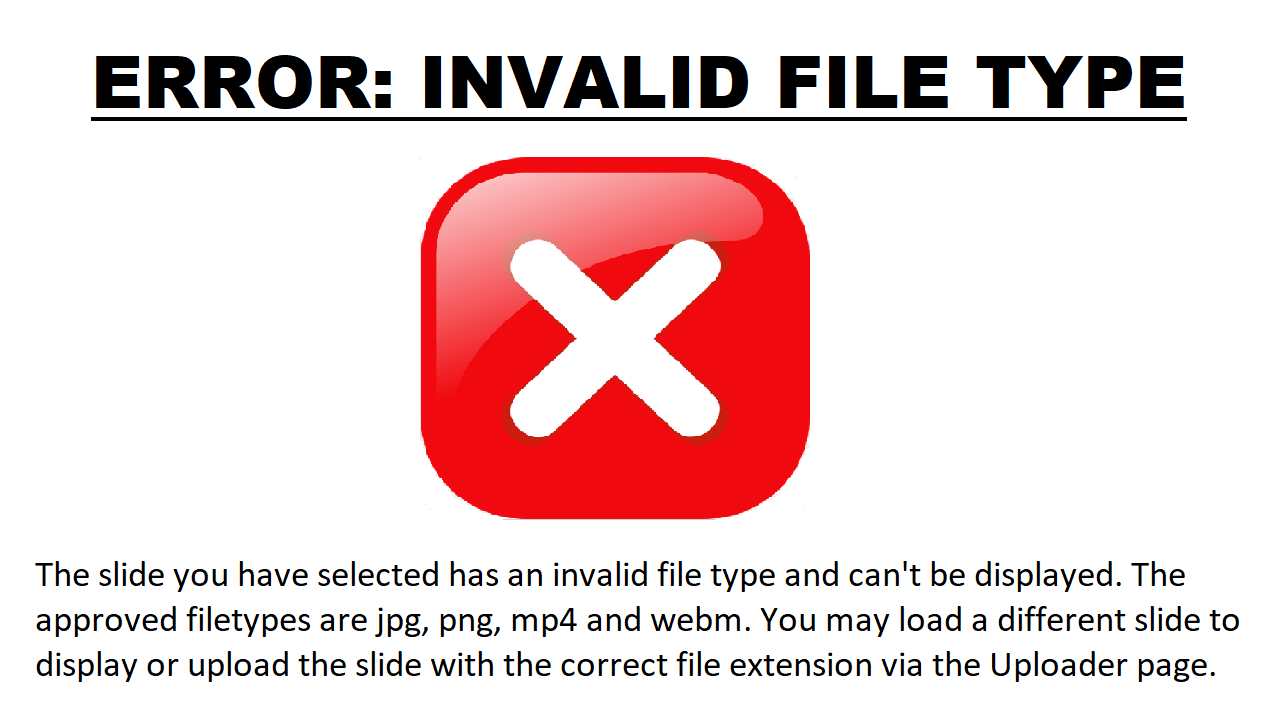 ERROR: INVALID FILE TYPE
The slide you have selected has an invalid file type and can't be displayed. The
approved filetypes are jpg, png, mp4 and webm. You may load a different slide to
display or upload the slide with the correct file extension via the Uploader page.